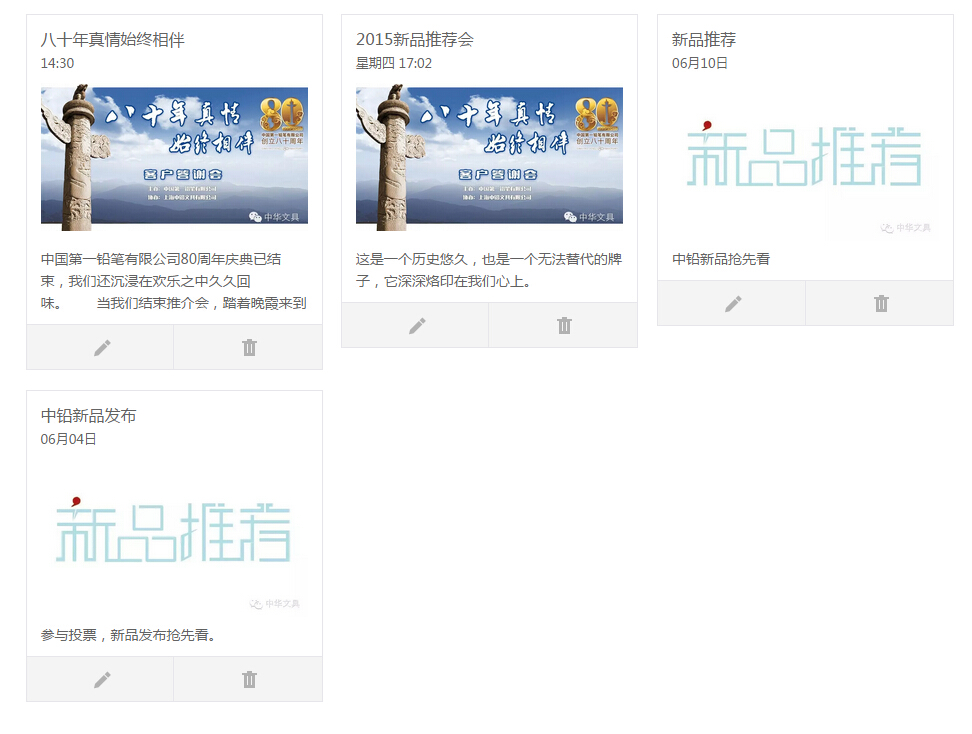 八十年真情始终相伴
14:30
八十年真情
始终相伴
80
中国第一铅笔有限公司
创立八十周年
客户答谢会
中华文具
中国第一铅笔有限公司80周年庆典已结
束，我们还沉浸在欢乐之中久久回
味。 当我们结束推介会，踏着晚霞来到
2015新品推荐会
星期四 17:02
八十年真情
始终相伴
80
中国第一铅笔有限公司
创立八十周年
客户答谢会
中华文具
这是一个历史悠久，也是一个无法替代的牌
子，它深深烙印在我们心上。
新品推荐
06月10日
新品推荐
中华文具
中铅新品抢先看
中铅新品发布
06月04日
新品推荐
中华文具
参与投票，新品发布抢先看。